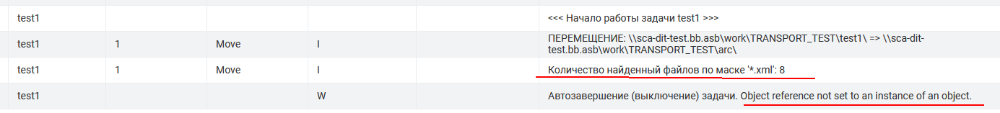 test1 <<< Начало работы задачи test1 >>>
test1 1 Move I ПЕРЕМЕЩЕНИЕ: \\sca-dit-test.bb.asb\work\TRANSPORT_TEST\test1\ => \\sca-dit-
test.bb.asb\work\TRANSPORT_TEST\arc\
test1 1 Move I Количество найденный файлов по маске '*.xml': 8
test1 W Автозавершение (выключение) задачи. Object reference not set to an instance of an object.